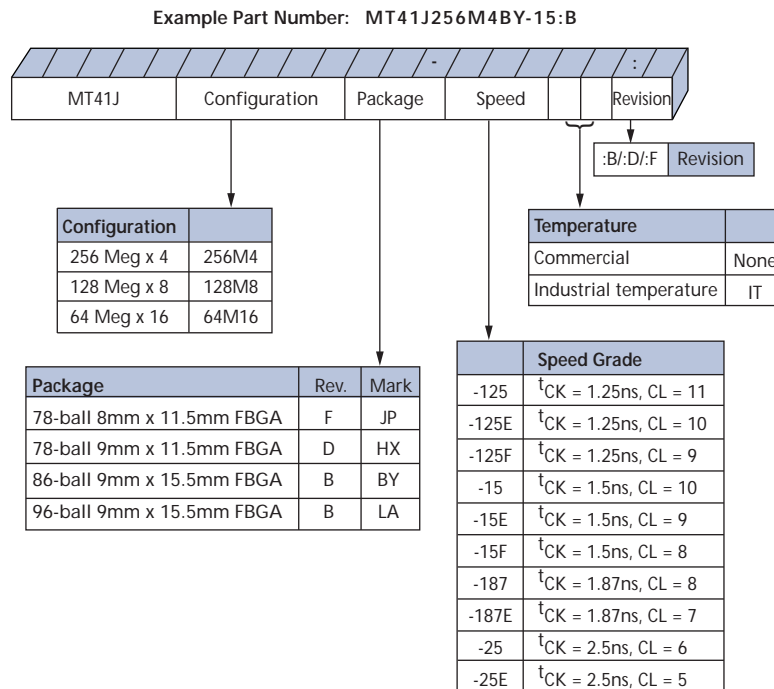 Example Part Number: MT41J256M4BY-15:B
- :
MT41J Configuration Package Speed Revision
:B/:D/:F Revision
Configuration
256 Meg x 4 256M4
128 Meg x 8 128M8
64 Meg x 16 64M16
Temperature
Commercial None
Industrial temperature IT
Package Rev. Mark
78-ball 8mm x 11.5mm FBGA F JP
78-ball 9mm x 11.5mm FBGA D HX
86-ball 9mm x 15.5mm FBGA B BY
96-ball 9mm x 15.5mm FBGA B LA
Speed Grade
-125 tCK = 1.25ns, CL = 11
-125E tCK = 1.25ns, CL = 10
-125F tCK = 1.25ns, CL = 9
-15 tCK = 1.5ns, CL = 10
-15E tCK = 1.5ns, CL = 9
-15F tCK = 1.5ns, CL = 8
-187 tCK = 1.87ns, CL = 8
-187E tCK = 1.87ns, CL = 7
-25 tCK = 2.5ns, CL = 6
-25E tCK = 2.5ns, CL = 5